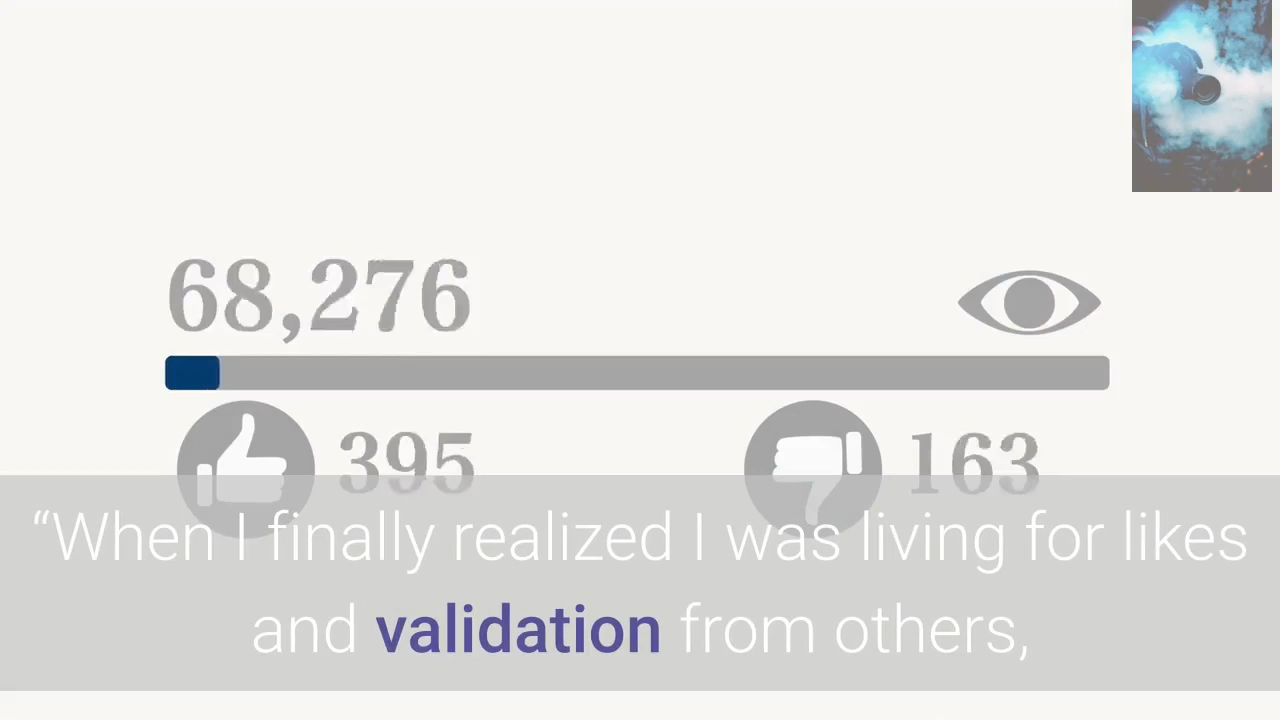 68,276
395 163
“When I finally realized I was living for likes
and validation from others,